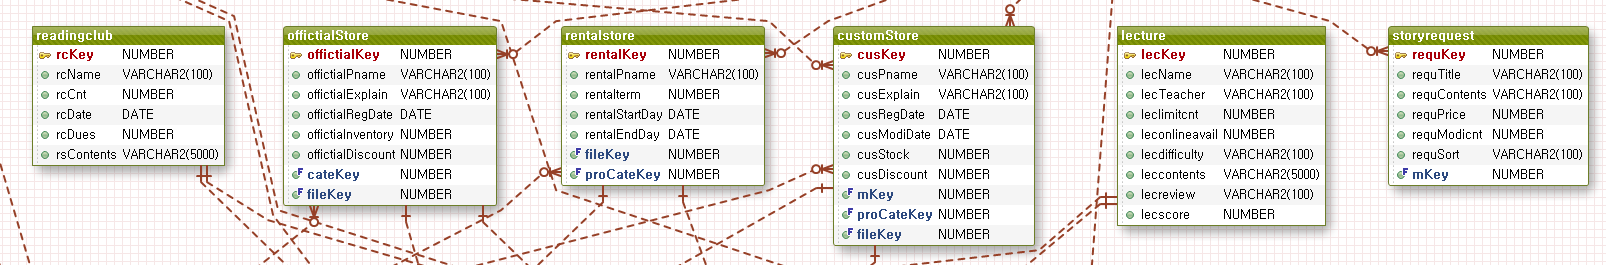 readingclub
rcKey NUMBER
rcName VARCHAR2(100)
rcCnt NUMBER
rcDate DATE
rcDues NUMBER
rsContents VARCHAR2(5000)
offictialStore
offictialKey NUMBER
offictialPname VARCHAR2(100)
offictialExplain VARCHAR2(100)
offictialRegDate DATE
offictialnventory NUMBER
offictialDiscount NUMBER
cateKey NUMBER
fileKey NUMBER
rentalstore
rentalKey NUMBER
rentalPname VARCHAR2(100)
rentalterm NUMBER
rentalStartDay DATE
rentalEndDay DATE
fileKey NUMBER
proCateKey NUMBER
customStore
cusKey NUMBER
cusPname VARCHAR2(100)
cusExplain VARCHAR2(100)
cusRegDate DATE
cusModiDate DATE
cusStock NUMBER
cusDiscount NUMBER
mKey NUMBER
proCateKey NUMBER
fileKey NUMBER
lecture
lecKey NUMBER
lecName VARCHAR2(100)
lecTeacher VARCHAR2(100)
leclimitcnt NUMBER
leconlineavail NUMBER
lecdifficulty VARCHAR2(100)
leccontents VARCHAR2(5000)
lecreview VARCHAR2(100)
lecscore NUMBER
storyrequest
requKey NUMBER
requTitle VARCHAR2(100)
requContents VARCHAR2(100)
requPrice NUMBER
requModicnt NUMBER
requSort VARCHAR2(100)
mKey NUMBER